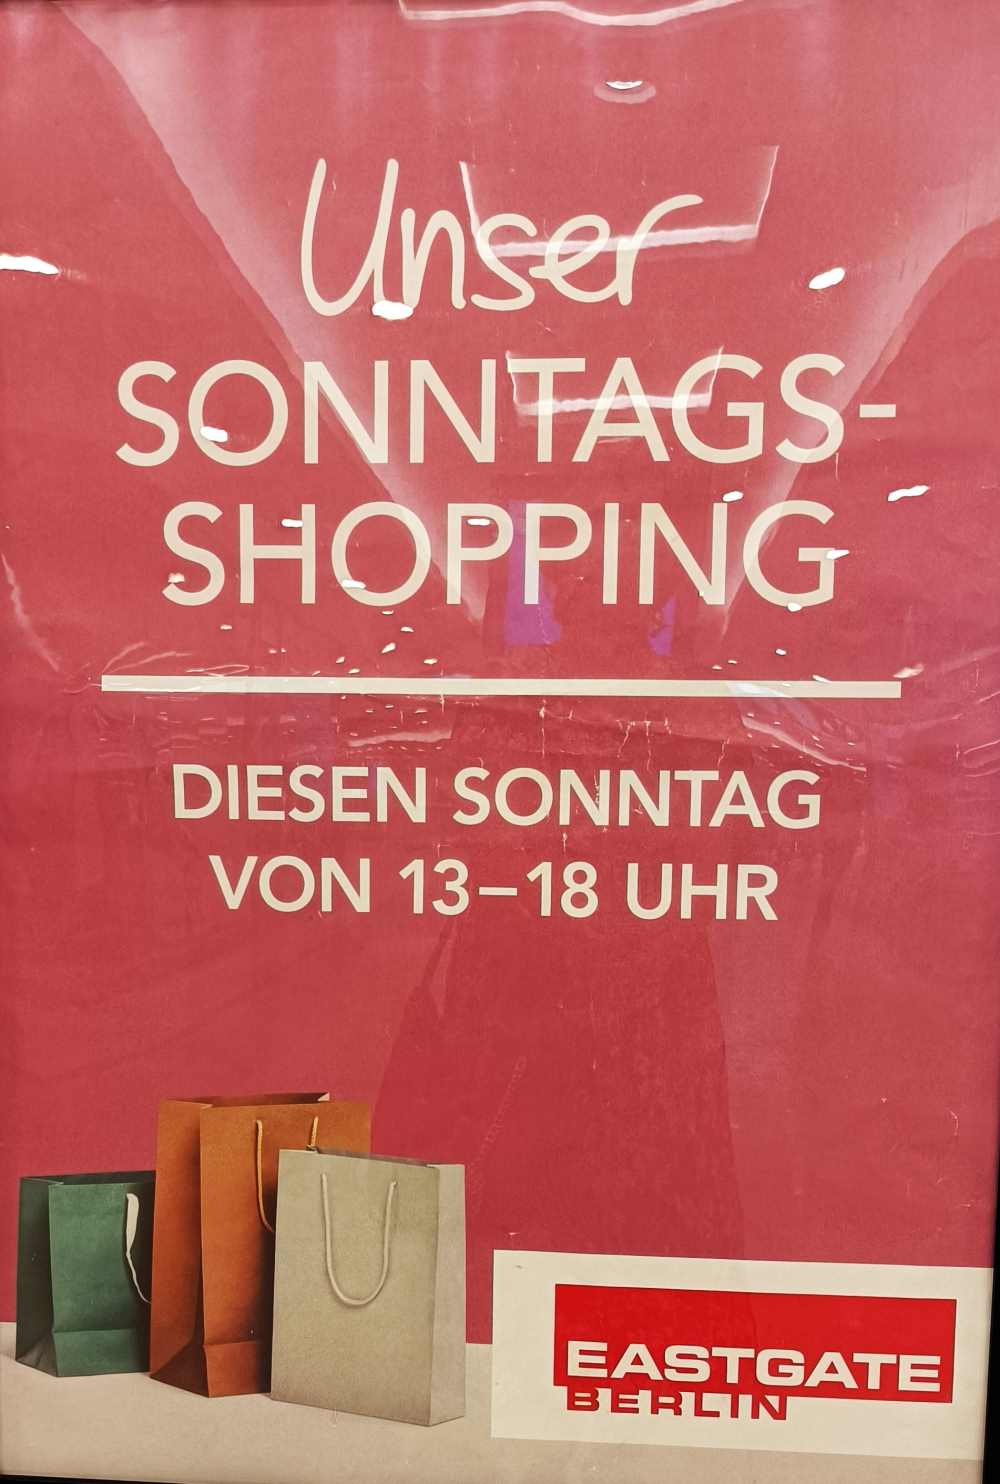 Unser
SONNTAGS-
SHOPPING
DIESEN SONNTAG
VON 13–18 UHR
EASTGATE
BERLIN